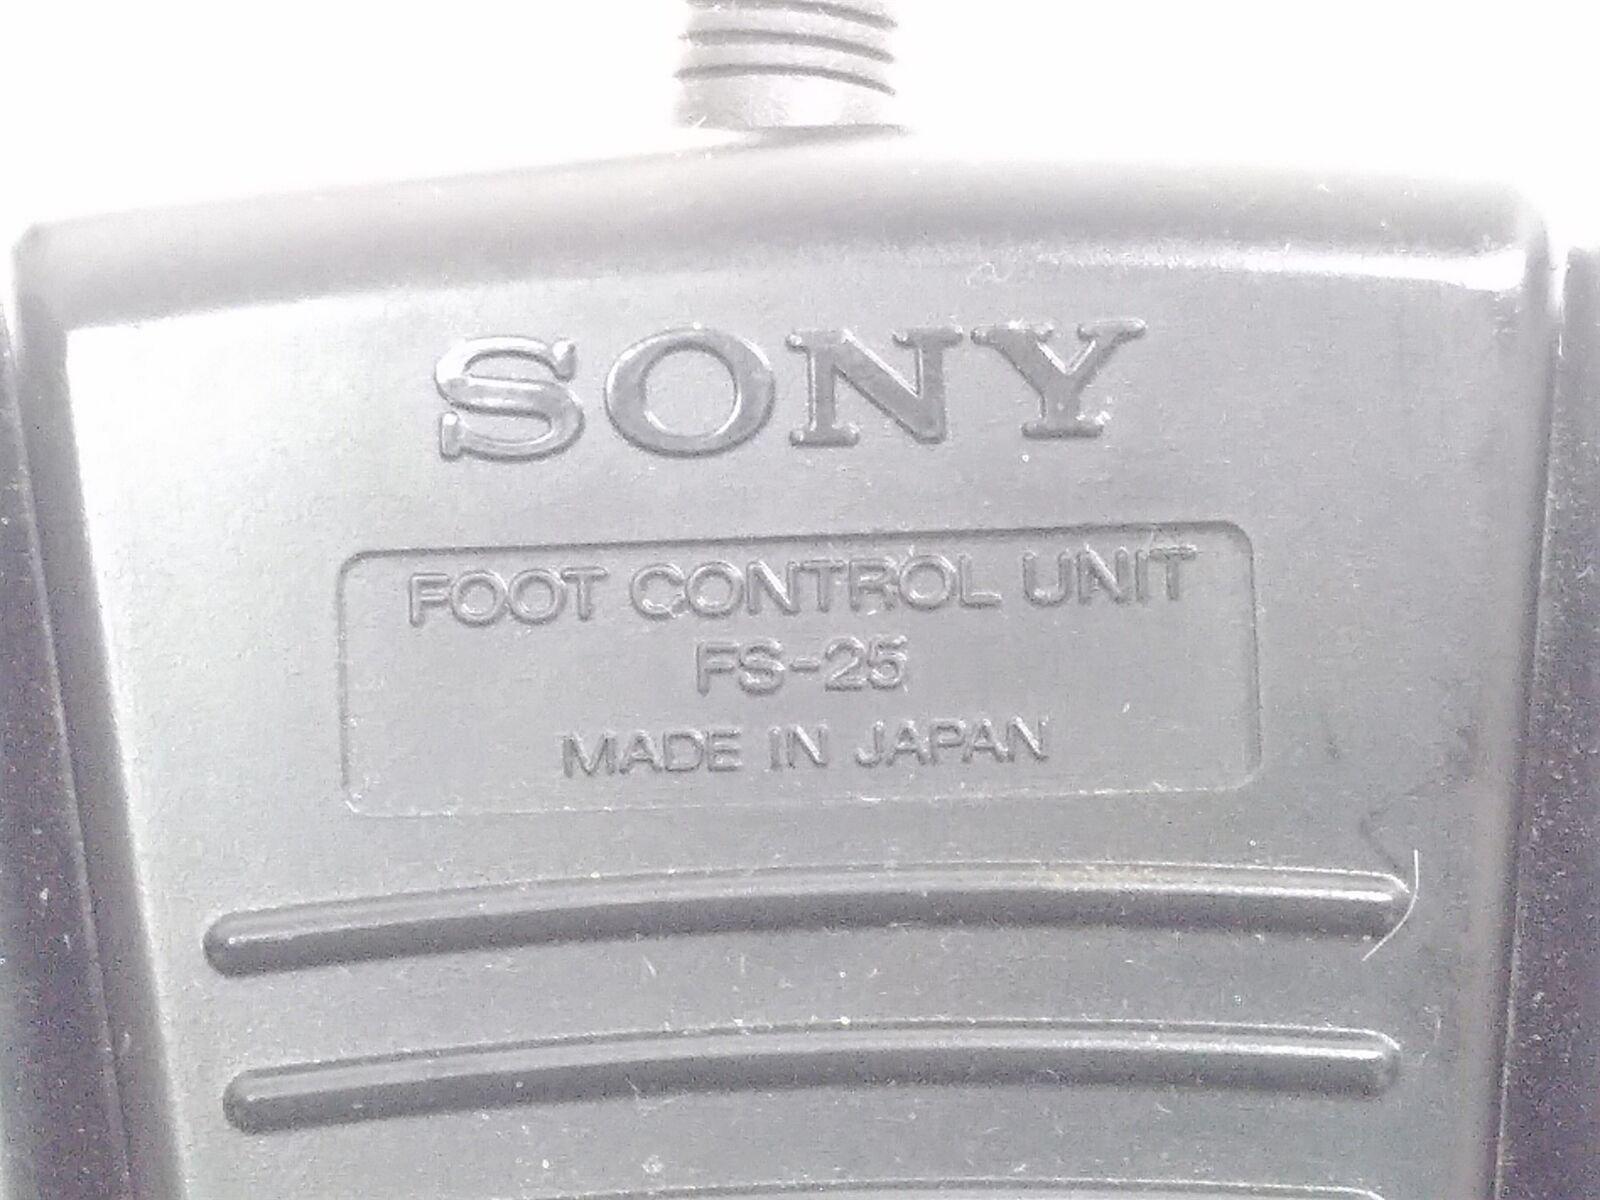 SONY
FOOT CONTROL UNIT
FS-25
MADE IN JAPAN